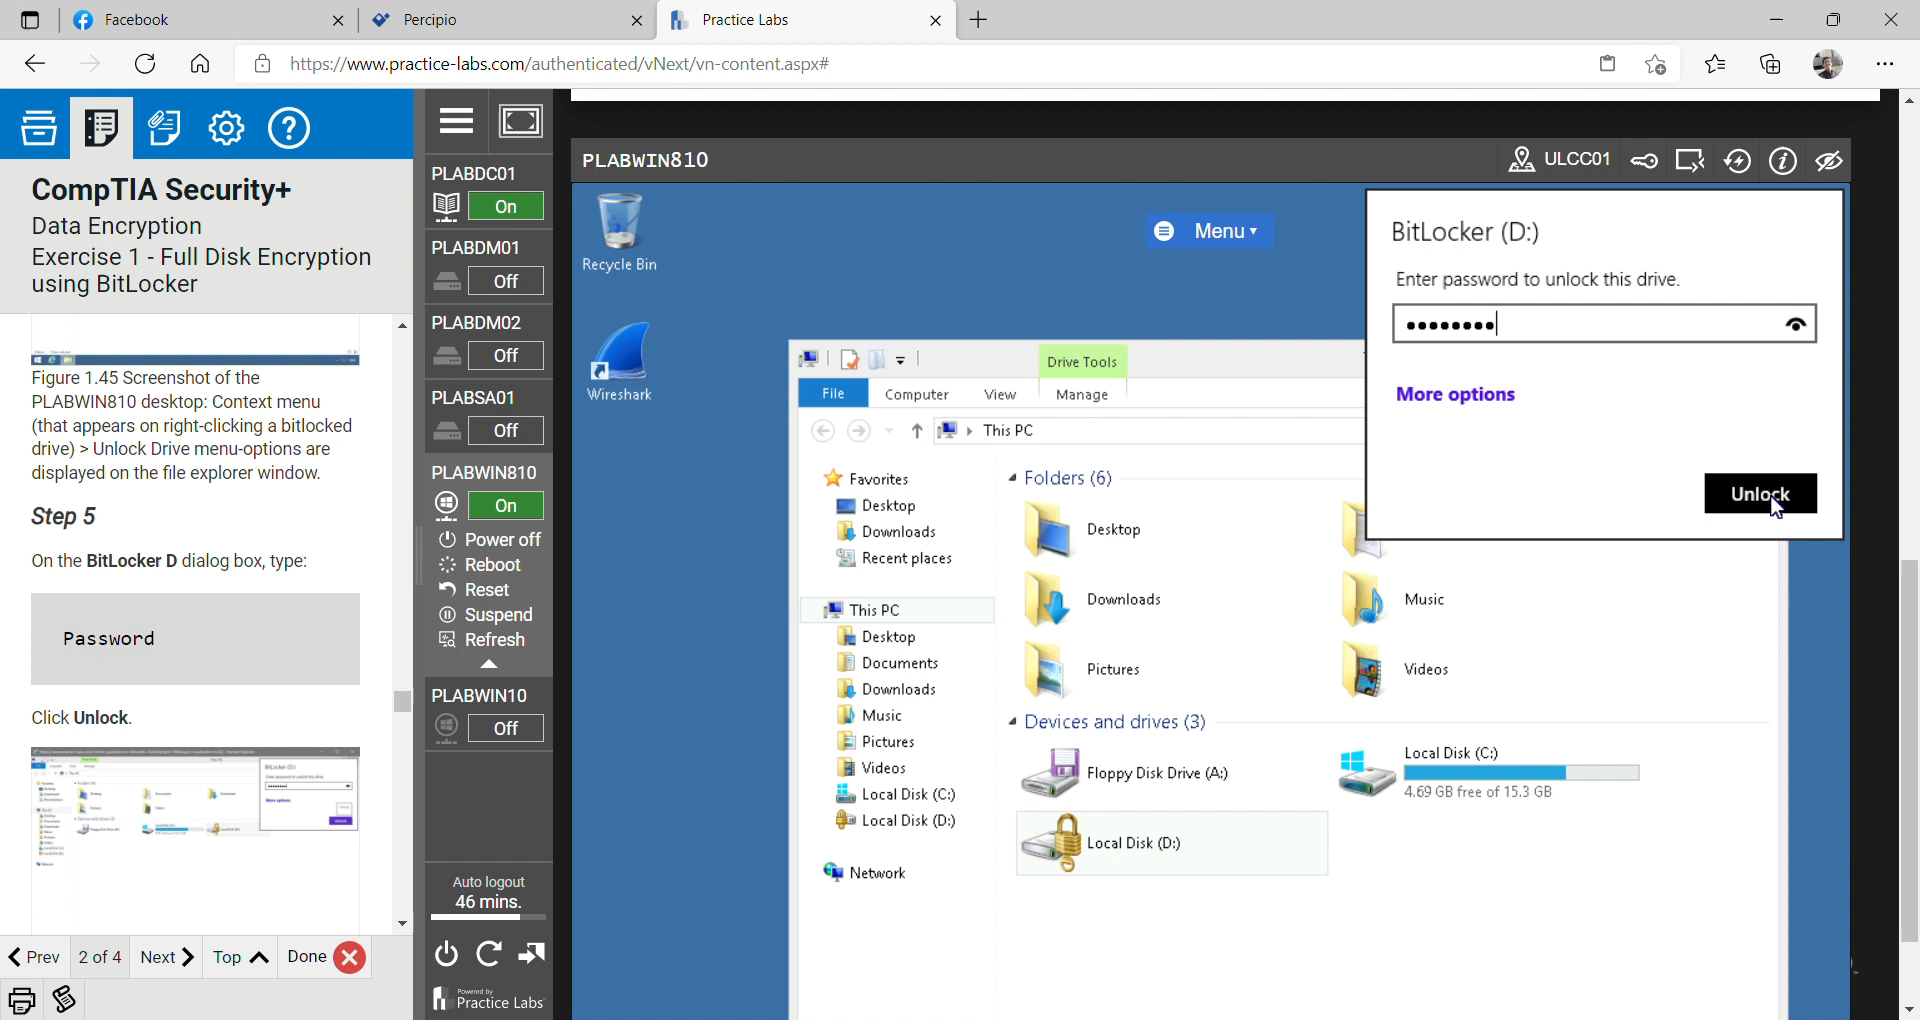 Facebook
Percipio
Practice Labs
https://www.practice-labs.com/authenticated/vNext/vn-content.aspx#
CompTIA Security+
Data Encryption
Exercise 1 - Full Disk Encryption
using BitLocker
Figure 1.45 Screenshot of the
PLABWIN810 desktop: Context menu
(that appears on right-clicking a bitlocked
drive) > Unlock Drive menu-options are
displayed on the file explorer window.
Step 5
On the BitLocker D dialog box, type:
Password
Click Unlock.
Prev
2 of 4
Next
Top
Done
PLABDC01
On
PLABDM01
Off
PLABDM02
Off
PLABSA01
Off
PLABWIN810
On
Power off
Reboot
Reset
Suspend
Refresh
PLABWIN10
Off
Auto logout
46 mins.
Powered by
Practice Labs
PLABWIN810
ULCC01
Recycle Bin
Wireshark
Menu
Drive Tools
File
Computer
View
Manage
This PC
Favorites
Desktop
Downloads
Recent places
This PC
Desktop
Documents
Downloads
Music
Pictures
Videos
Local Disk (C:)
Local Disk (D:)
Network
Folders (6)
Desktop
Downloads
Music
Pictures
Videos
Devices and drives (3)
Floppy Disk Drive (A:)
Local Disk (C:)
4.69 GB free of 15.3 GB
Local Disk (D:)
BitLocker (D:)
Enter password to unlock this drive.
More options
Unlock